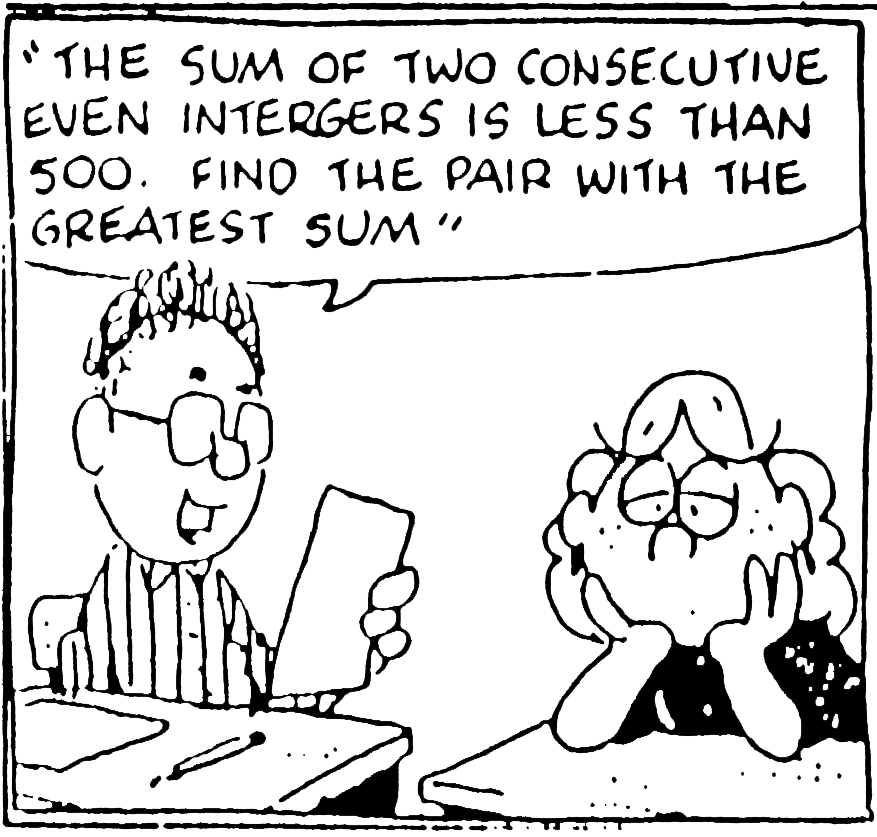 "THE SUM OF TWO CONSECUTIVE
EVEN INTERGERS IS LESS THAN
500. FIND THE PAIR WITH THE
GREATEST SUM"